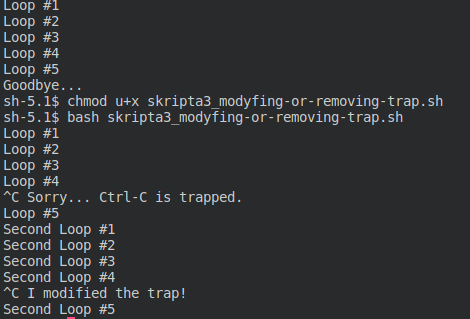 Loop #1
Loop #2
Loop #3
Loop #4
Loop #5
Goodbye...
sh-5.1$ chmod u+x skripta3_modyfing-or-removing-trap.sh
sh-5.1$ bash skripta3_modyfing-or-removing-trap.sh
Loop #1
Loop #2
Loop #3
Loop #4
^C Sorry... Ctrl-C is trapped.
Loop #5
Second Loop #1
Second Loop #2
Second Loop #3
Second Loop #4
^C I modified the trap!
Second Loop #5